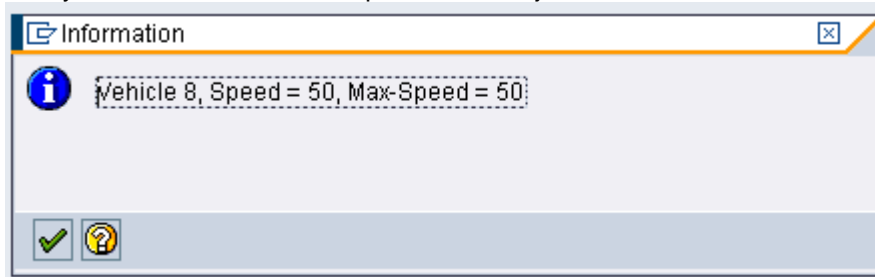 Information
Vehicle 8, Speed = 50, Max-Speed = 50